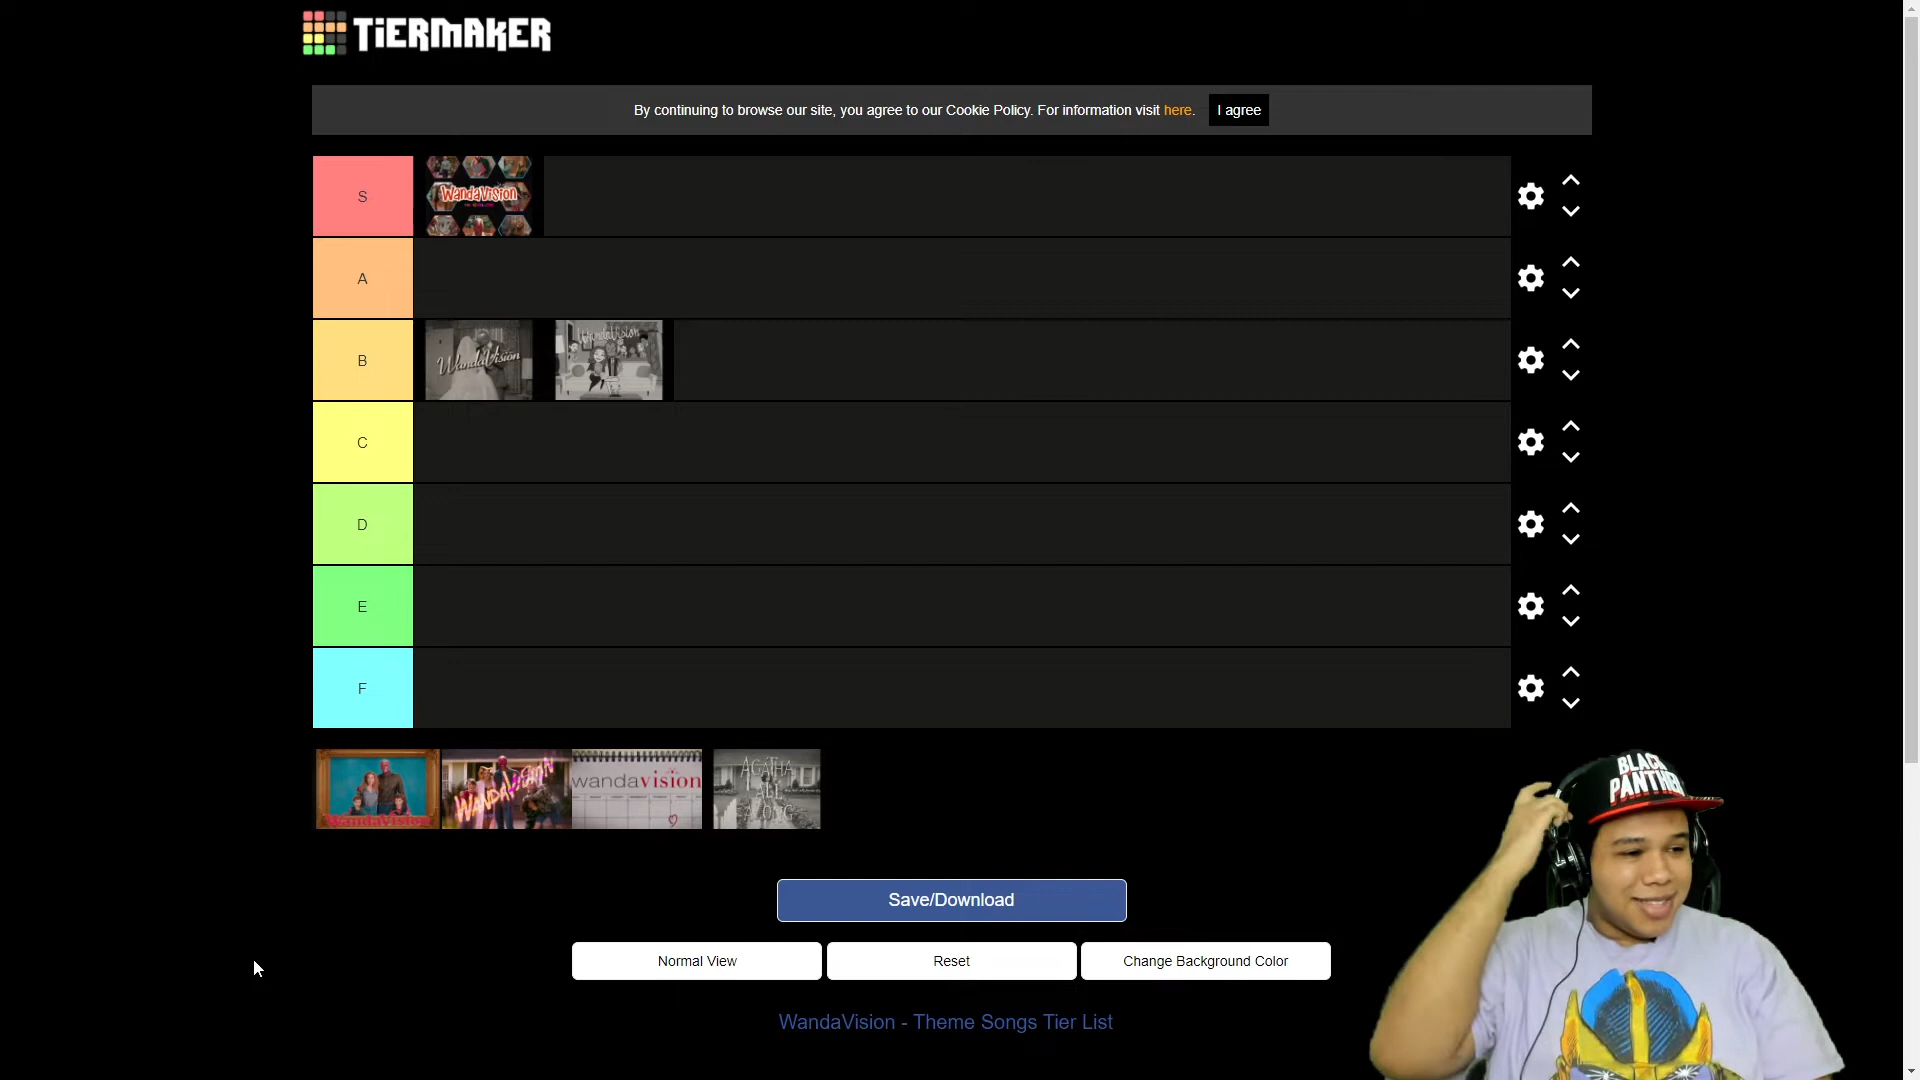 TiERMAKER
By continuing to browse our site, you agree to our Cookie Policy. For information visit here. I agree
S
WandaVision
A
B
WandaVision
WandaVision
C
D
E
F
WandaVision
WANDAVISION
wandavision
AGATHA
ALL
ALONG
BLACK
PANTHER
Save/Download
Normal View
Reset
Change Background Color
WandaVision - Theme Songs Tier List